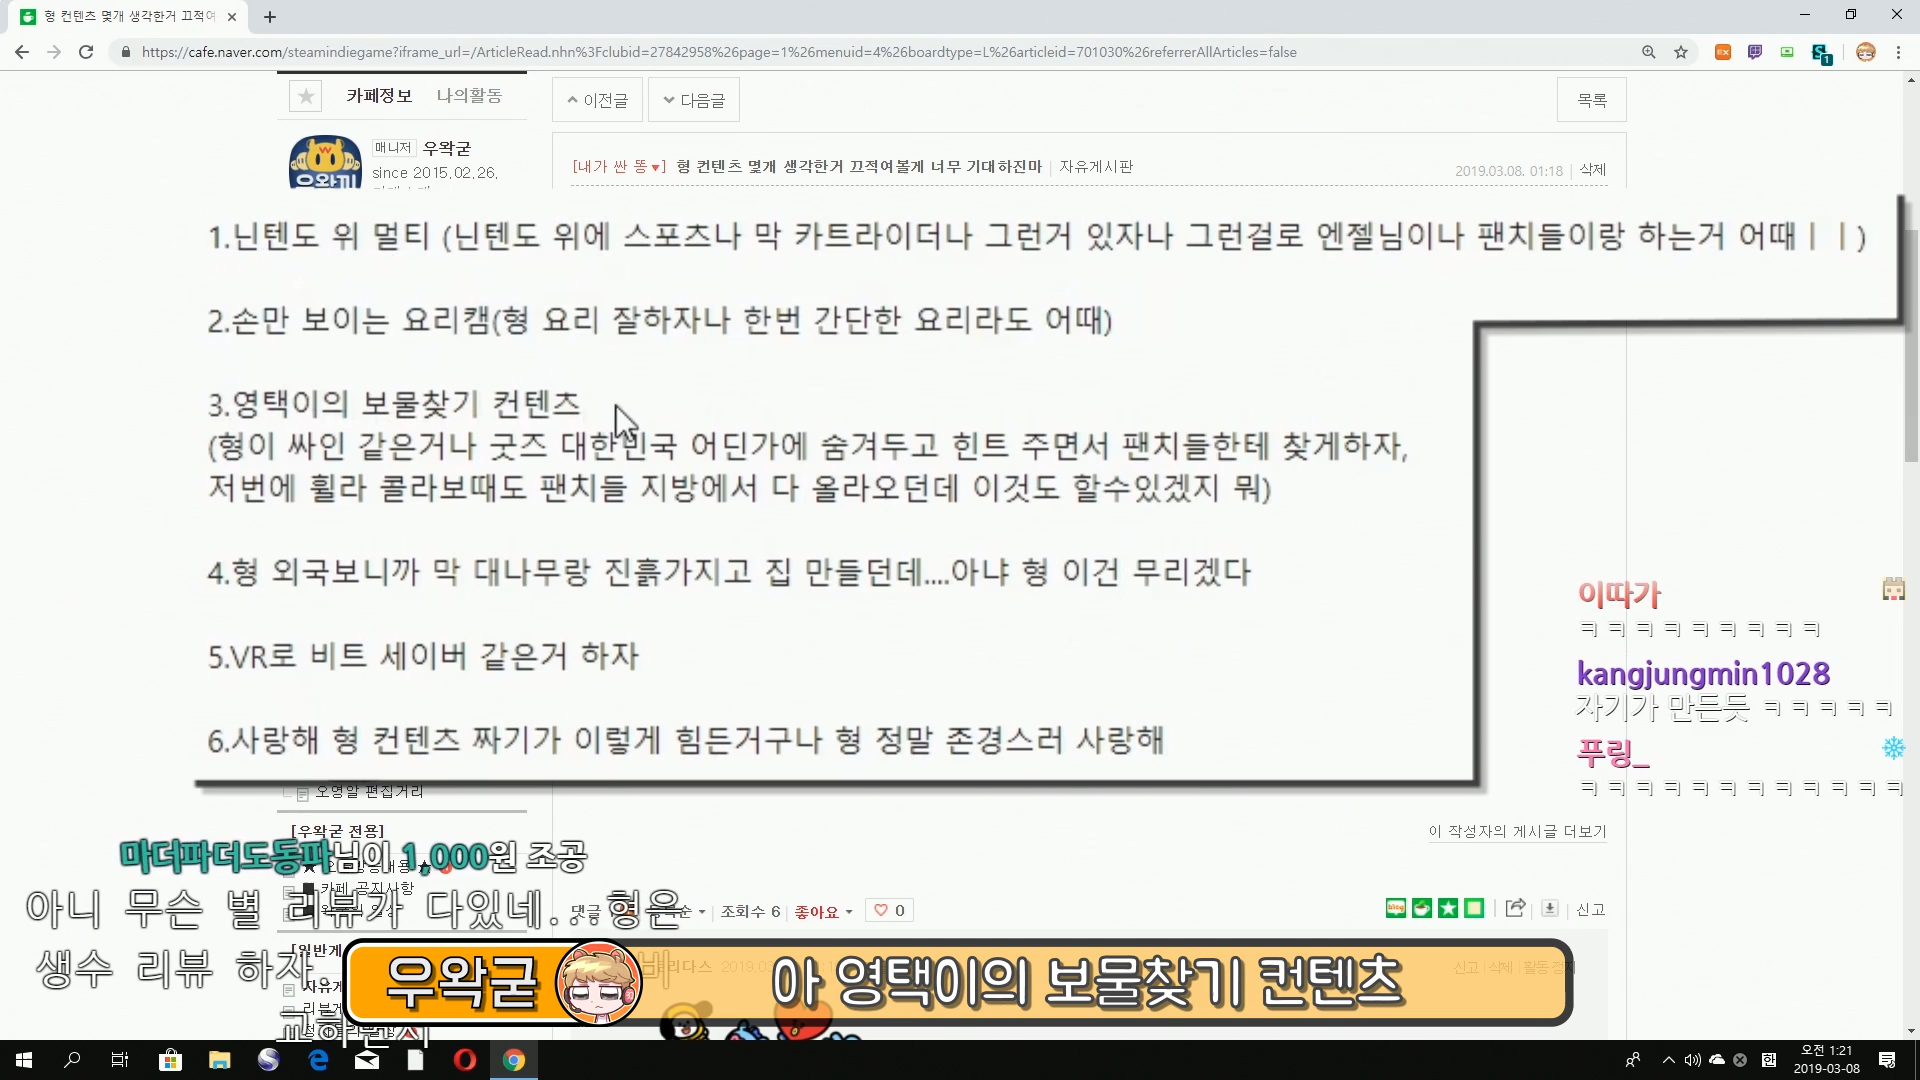 형 컨텐츠 몇개 생각한거 끄적여
https://cafe.naver.com/steamindiegame?iframe_url=/ArticleRead.nhn%3Fclubid=27842958%26page=1%26menuid=4%26boardtype=L%26articleid=701030%26referrerAllArticles=false
카페정보 나의활동
이전글 다음글 목록
매니저 우왁굳
since 2015.02.26.
우왁끼
[내가 싼 똥▼] 형 컨텐츠 몇개 생각한거 끄적여볼게 너무 기대하진마 | 자유게시판
2019.03.08. 01:18 | 삭제
1.닌텐도 위 멀티 (닌텐도 위에 스포츠나 막 카트라이더나 그런거 있자나 그런걸로 엔젤님이나 팬치들이랑 하는거 어때ㅣㅣ)
2.손만 보이는 요리캠(형 요리 잘하자나 한번 간단한 요리라도 어때)
3.영택이의 보물찾기 컨텐츠
(형이 싸인 같은거나 굿즈 대한민국 어딘가에 숨겨두고 힌트 주면서 팬치들한테 찾게하자,
저번에 휠라 콜라보때도 팬치들 지방에서 다 올라오던데 이것도 할수있겠지 뭐)
4.형 외국보니까 막 대나무랑 진흙가지고 집 만들던데....아냐 형 이건 무리겠다
5.VR로 비트 세이버 같은거 하자
6.사랑해 형 컨텐츠 짜기가 이렇게 힘든거구나 형 정말 존경스러 사랑해
이따가
ㅋㅋㅋㅋㅋㅋㅋㅋㅋ
kangjungmin1028
자기가 만든듯 ㅋㅋㅋㅋㅋ
푸링_
ㅋㅋㅋㅋㅋㅋㅋㅋㅋㅋㅋㅋ
오영알 편집거리
[우왁굳 전용]
이 작성자의 게시글 더보기
마더파더도동파님이 1,000원 조공
카페 공지사항
아니 무슨 별 리뷰가 다있네...형은
생수 리뷰 하자
댓글
조회수 6 | 좋아요 0
신고
우왁굳
아 영택이의 보물찾기 컨텐츠
오전 1:21
2019-03-08
한